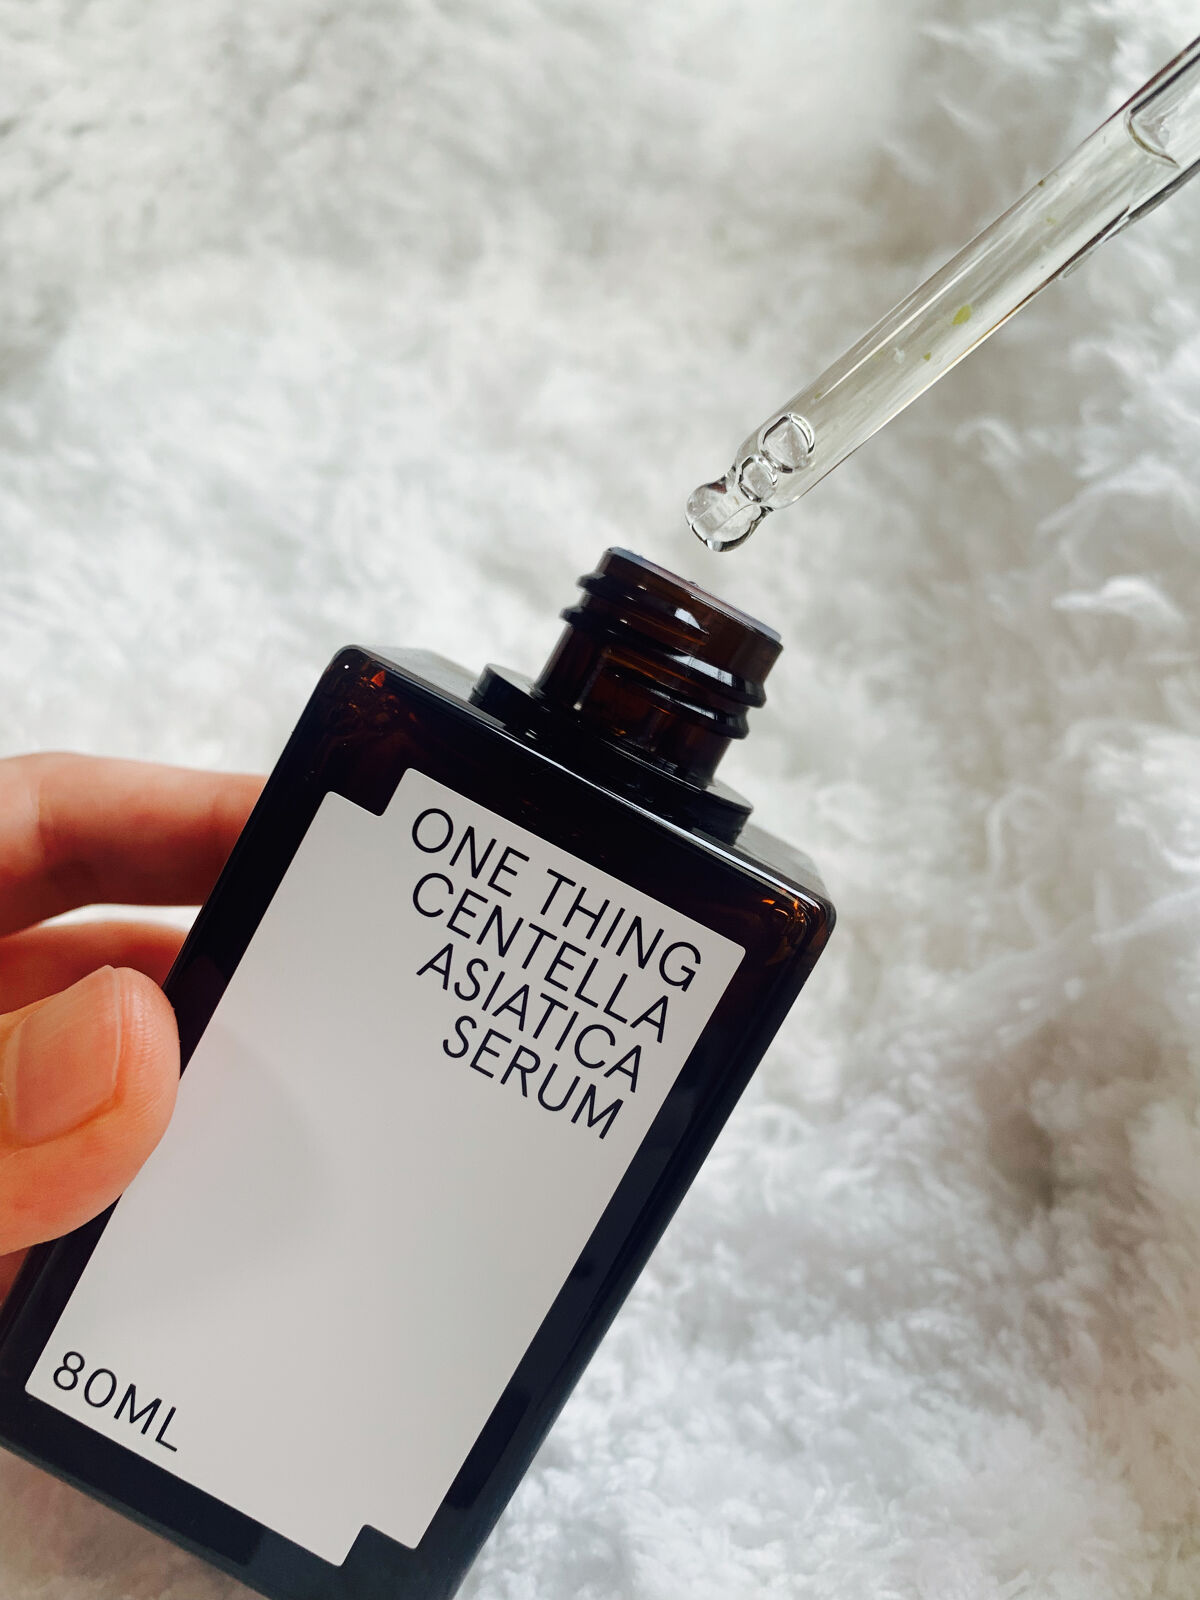 ONE THING
CENTELLA
ASIATICA
SERUM
80ML